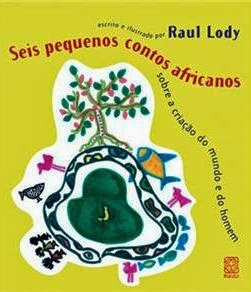 escrito e ilustrado por Raul Lody
Seis pequenos contos africanos
sobre a criação do mundo e do homem